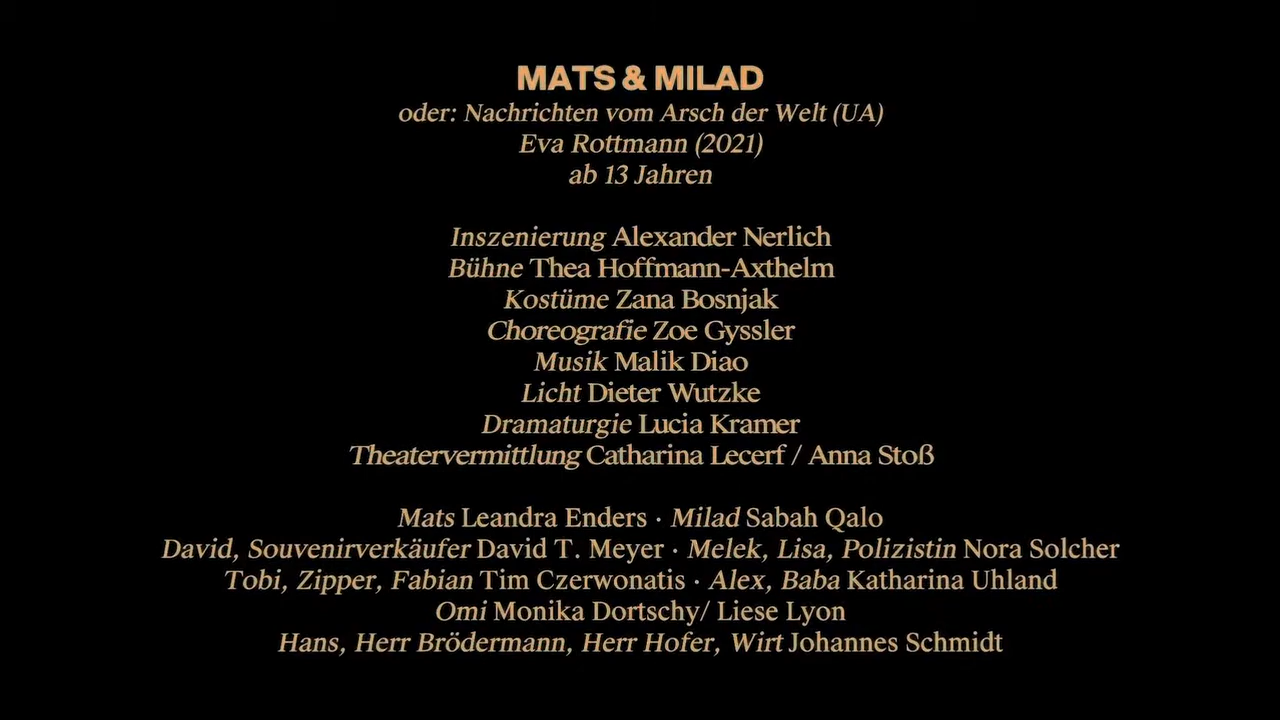 MATS & MILAD
oder: Nachrichten vom Arsch der Welt (UA)
Eva Rottmann (2021)
ab 13 Jahren
Inszenierung Alexander Nerlich
Bühne Thea Hoffmann-Axthelm
Kostüme Zana Bosnjak
Choreografie Zoe Gyssler
Musik Malik Diao
Licht Dieter Wutzke
Dramaturgie Lucia Kramer
Theatervermittlung Catharina Lecerf / Anna Stoß
Mats Leandra Enders · Milad Sabah Qalo
David, Souvenirverkäufer David T. Meyer · Melek, Lisa, Polizistin Nora Solcher
Tobi, Zipper, Fabian Tim Czerwonatis · Alex, Baba Katharina Uhland
Omi Monika Dortschy/ Liese Lyon
Hans, Herr Brödermann, Herr Hofer, Wirt Johannes Schmidt